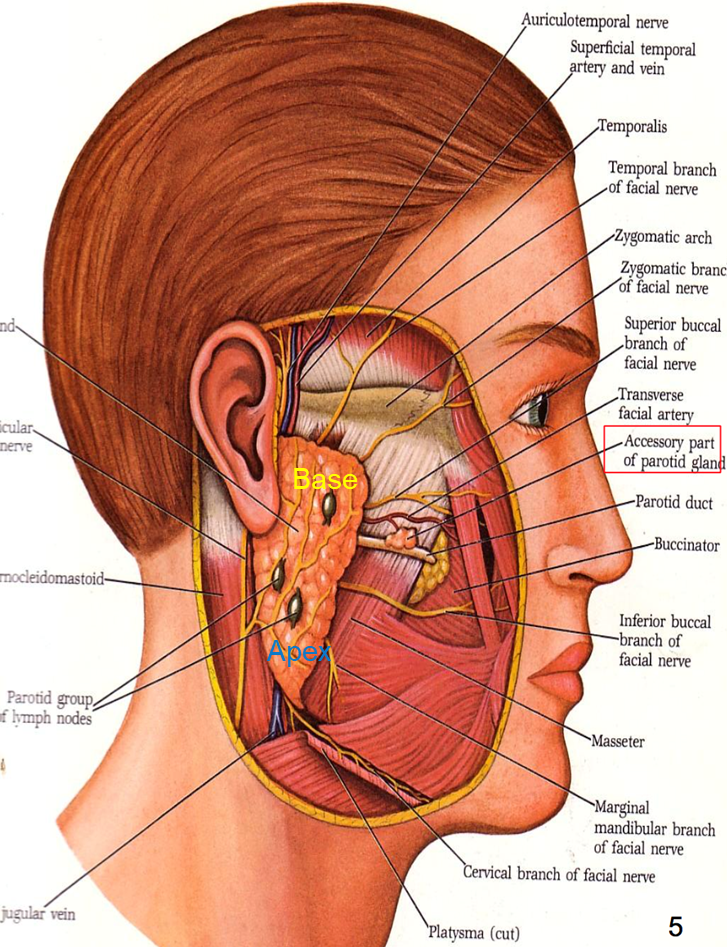 Auriculotemporal nerve
Superficial temporal
artery and vein
Temporalis
Temporal branch
of facial nerve
Zygomatic arch
Zygomatic branc
of facial nerve
Superior buccal
branch of
facial nerve
Transverse
facial artery
Accessory part
of parotid gland
Parotid duct
Buccinator
Inferior buccal
branch of
facial nerve
Masseter
Marginal
mandibular branch
of facial nerve
Cervical branch of facial nerve
Platysma (cut)
nd
icular
nerve
rnocleidomastoid
Parotid group
of lymph nodes
jugular vein
Base
Apex
5